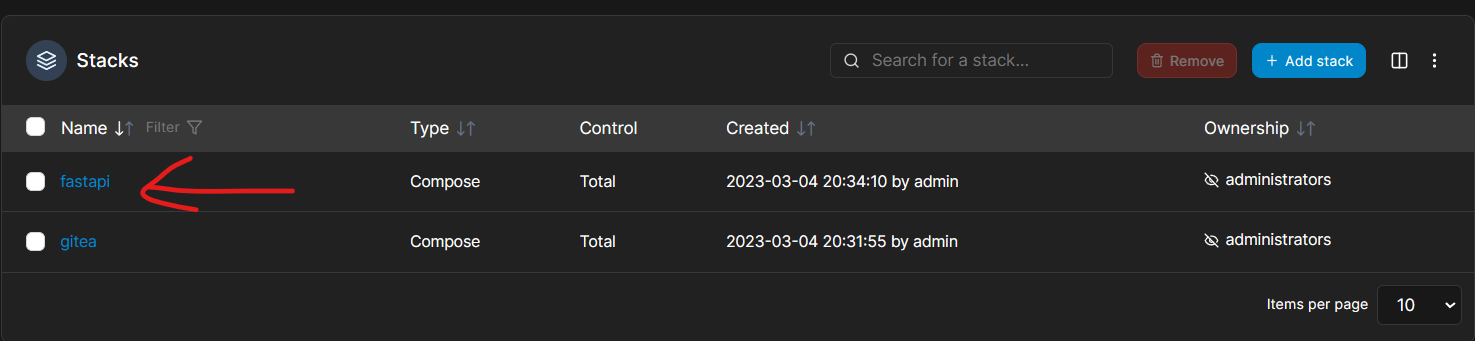 Stacks Search for a stack... Remove + Add stack
Name Filter Type Control Created Ownership
fastapi Compose Total 2023-03-04 20:34:10 by admin administrators
gitea Compose Total 2023-03-04 20:31:55 by admin administrators
Items per page 10